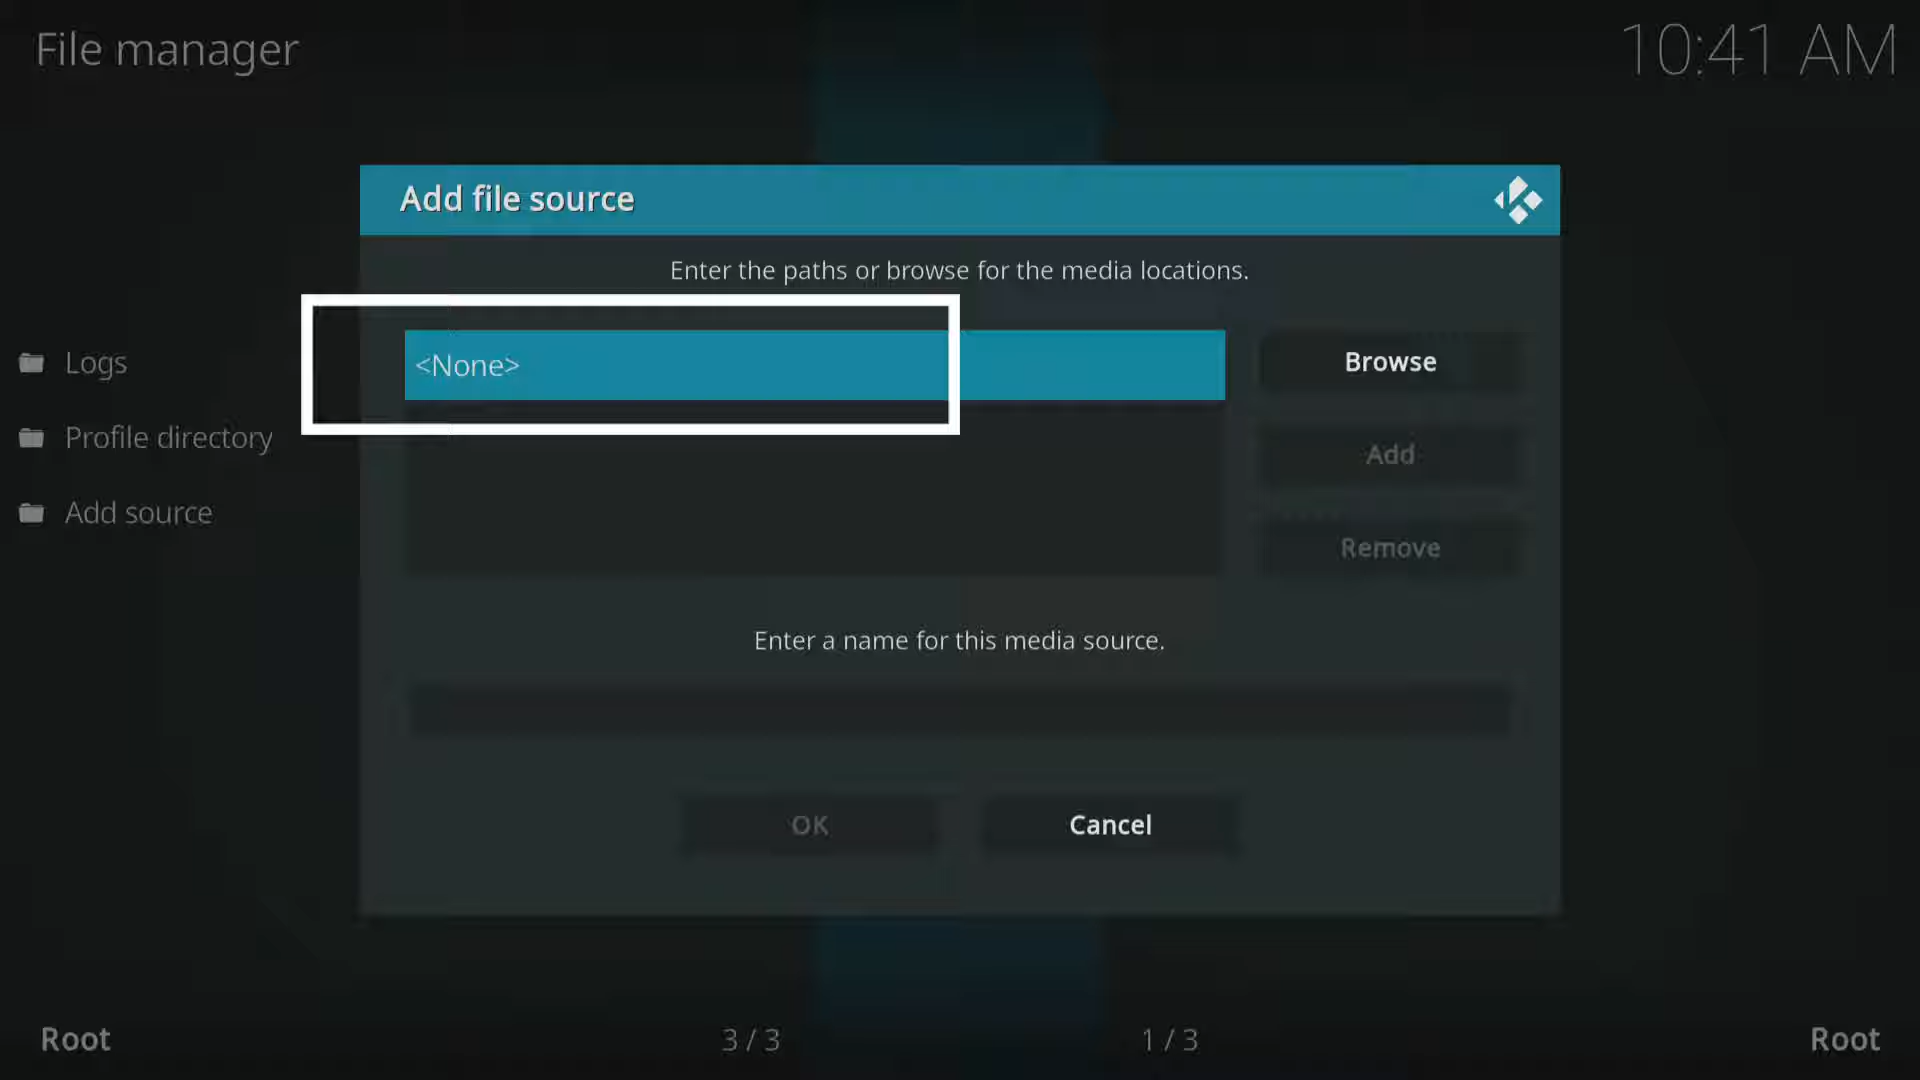 File manager
10:41 AM
Add file source
Enter the paths or browse for the media locations.
<None>
Browse
Logs
Profile directory
Add
Add source
Remove
Enter a name for this media source.
OK
Cancel
Root
3 / 3
1 / 3
Root